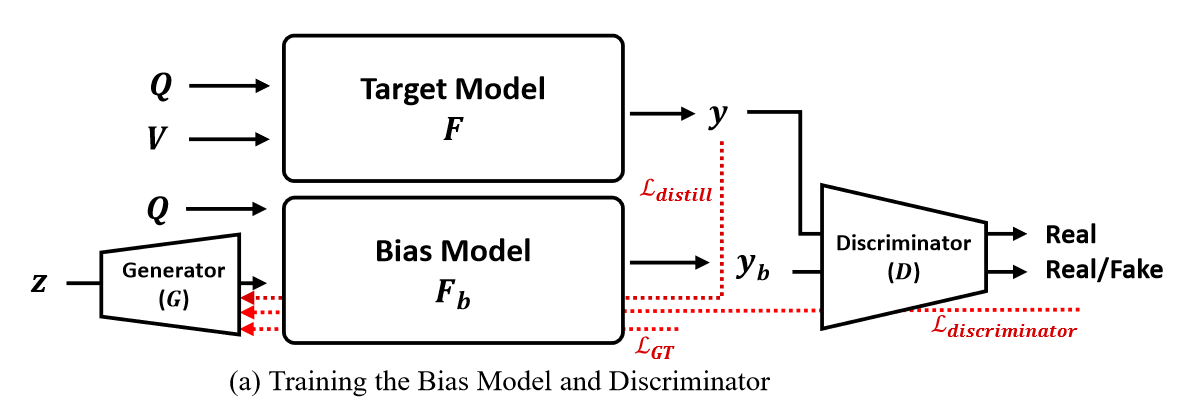 Q
V
Target Model
F
y
ℒ_distill
Q
z
Generator
(G)
Bias Model
F_b
y_b
Discriminator
(D)
Real
Real/Fake
ℒ_discriminator
ℒ_GT
(a) Training the Bias Model and Discriminator